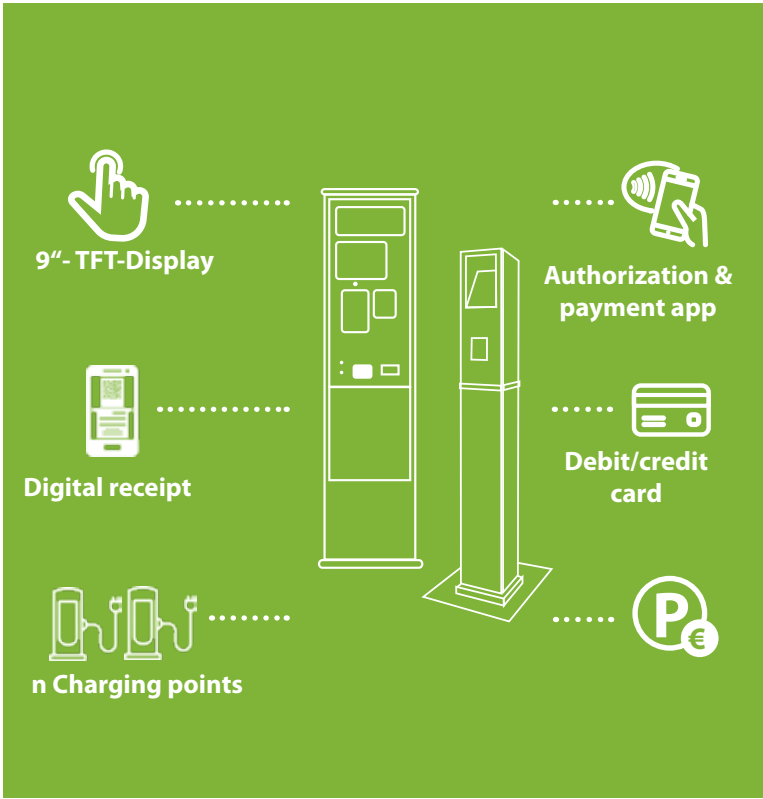 9“- TFT-Display
Authorization &
payment app
Digital receipt
Debit/credit
card
n Charging points
P
€